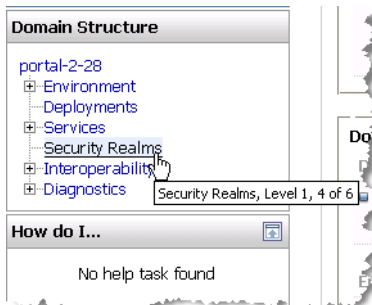 Domain Structure
portal-2-28
Environment
Deployments
Services
Security Realms
Interoperability
Diagnostics
Security Realms, Level 1, 4 of 6
How do I...
No help task found
Do